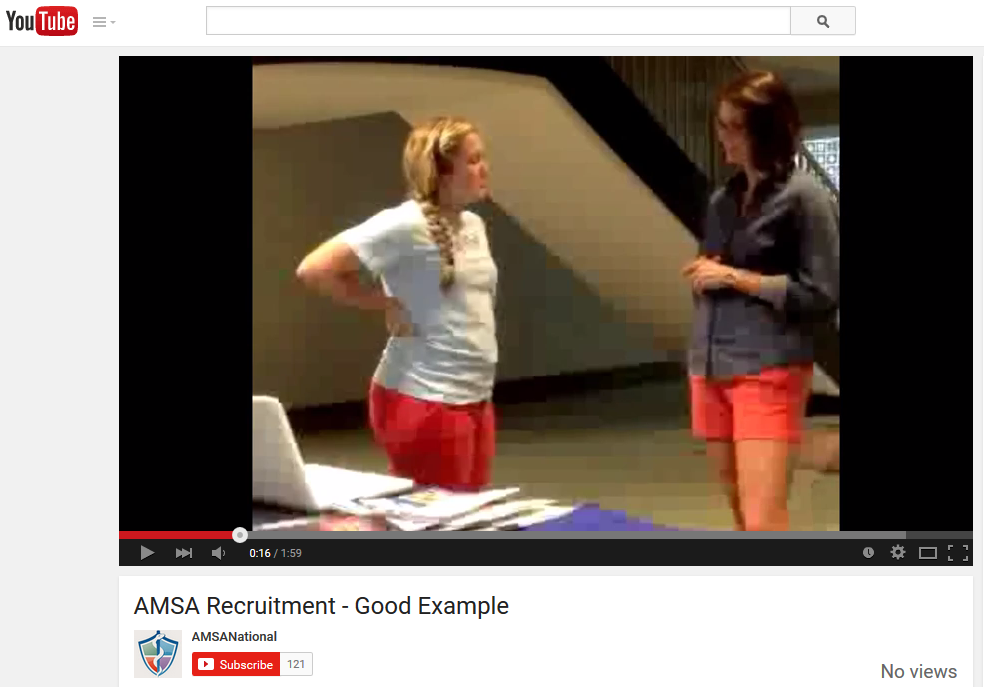 YouTube
0:16 / 1:59
AMSA Recruitment - Good Example
AMSANational
Subscribe 121
No views